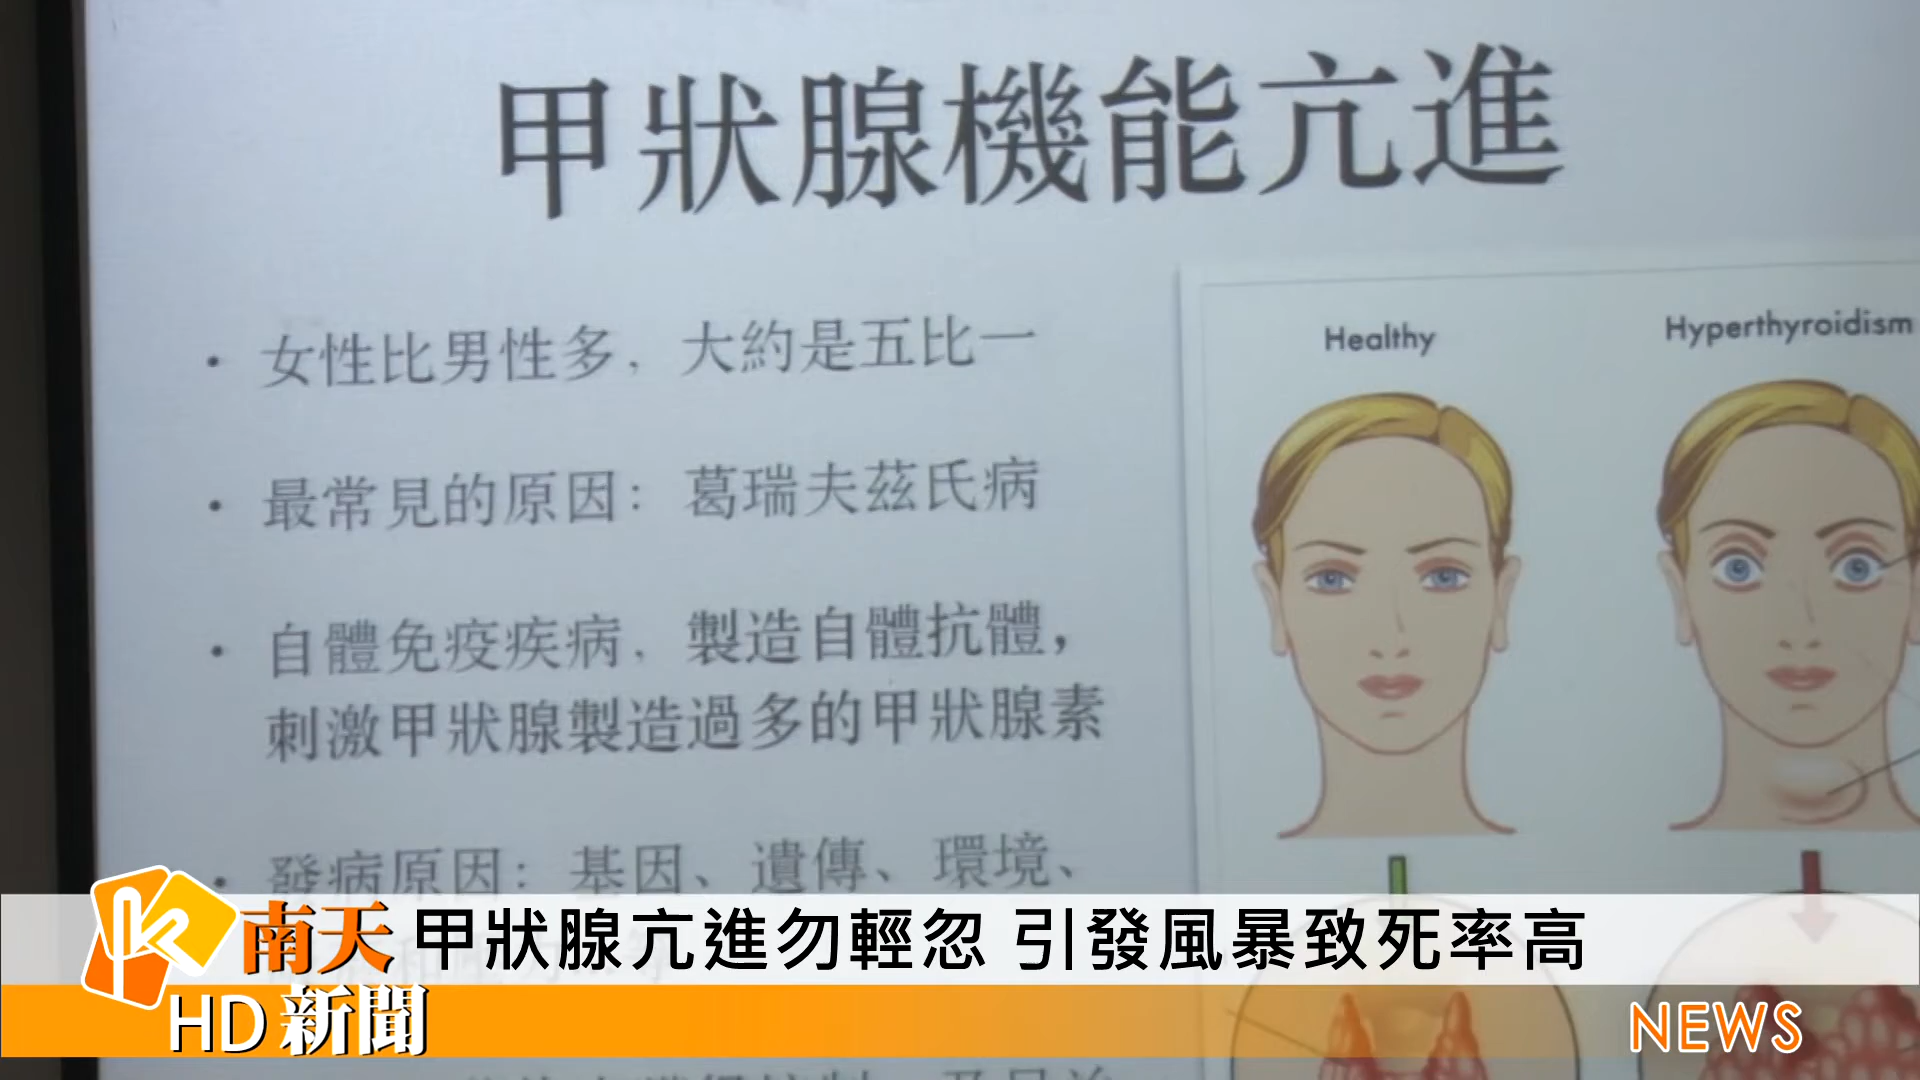 甲狀腺機能亢進
• 女性比男性多，大約是五比一
• 最常見的原因：葛瑞夫茲氏病
• 自體免疫疾病，製造自體抗體，
刺激甲狀腺製造過多的甲狀腺素
• 發病原因：基因、遺傳、環境、
Healthy
Hyperthyroidism
南天
甲狀腺亢進勿輕忽 引發風暴致死率高
HD新聞
NEWS